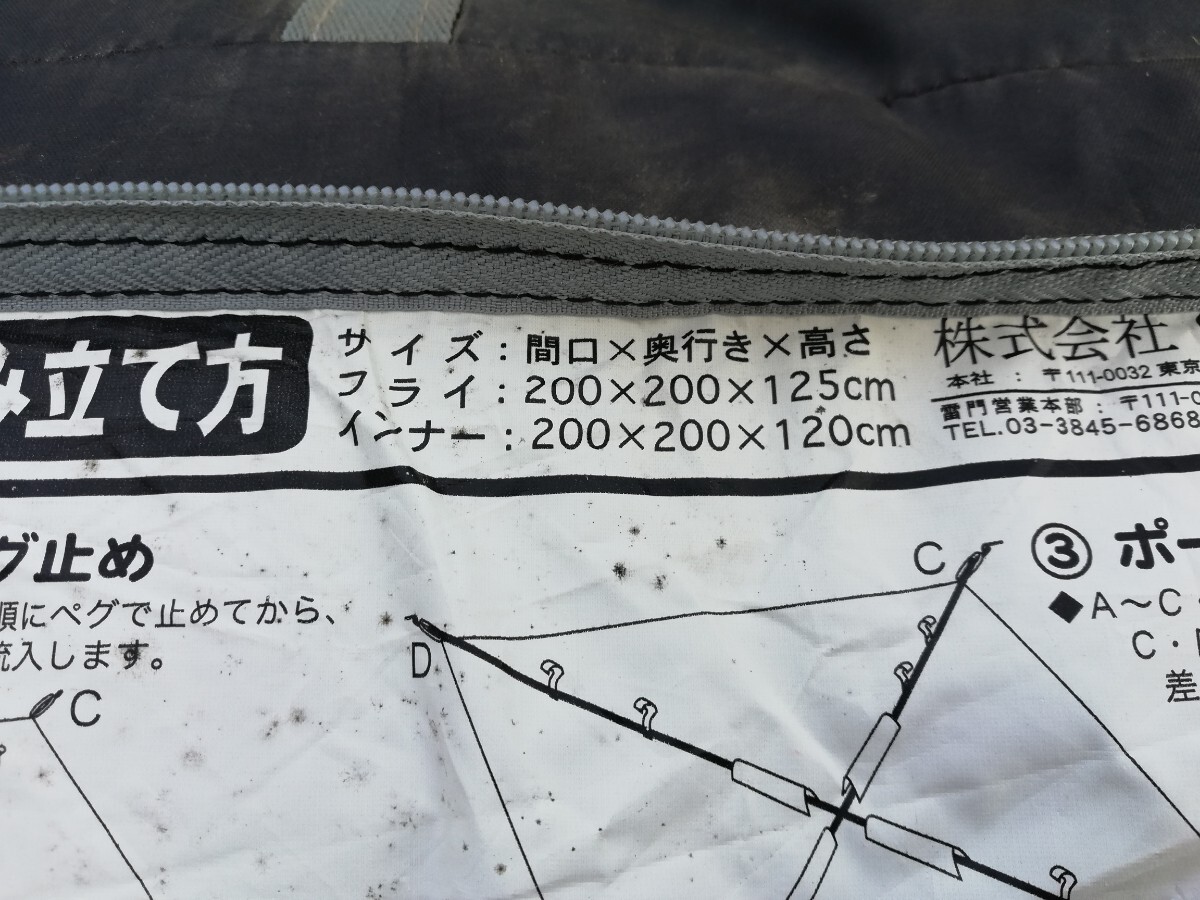 み立て方
サイズ：間口×奥行き×高さ
フライ：200×200×125cm
インナー：200×200×120cm
株式会社
本社：〒111-0032 東京
雷門営業本部：〒111-0
TEL.03-3845-6868
グ止め
順にペグで止めてから、
流入します。
C
D
C
③ ポー
◆A～C・
C・
差